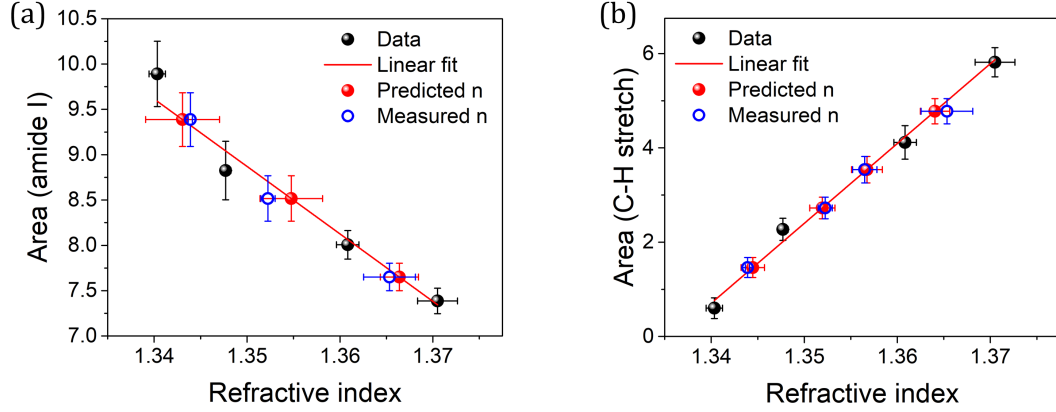 (a)
10.5
10.0
9.5
9.0
8.5
8.0
7.5
7.0
Area (amide I)
Data
Linear fit
Predicted n
Measured n
1.34 1.35 1.36 1.37
Refractive index
(b)
6
4
2
0
Area (C-H stretch)
Data
Linear fit
Predicted n
Measured n
1.34 1.35 1.36 1.37
Refractive index